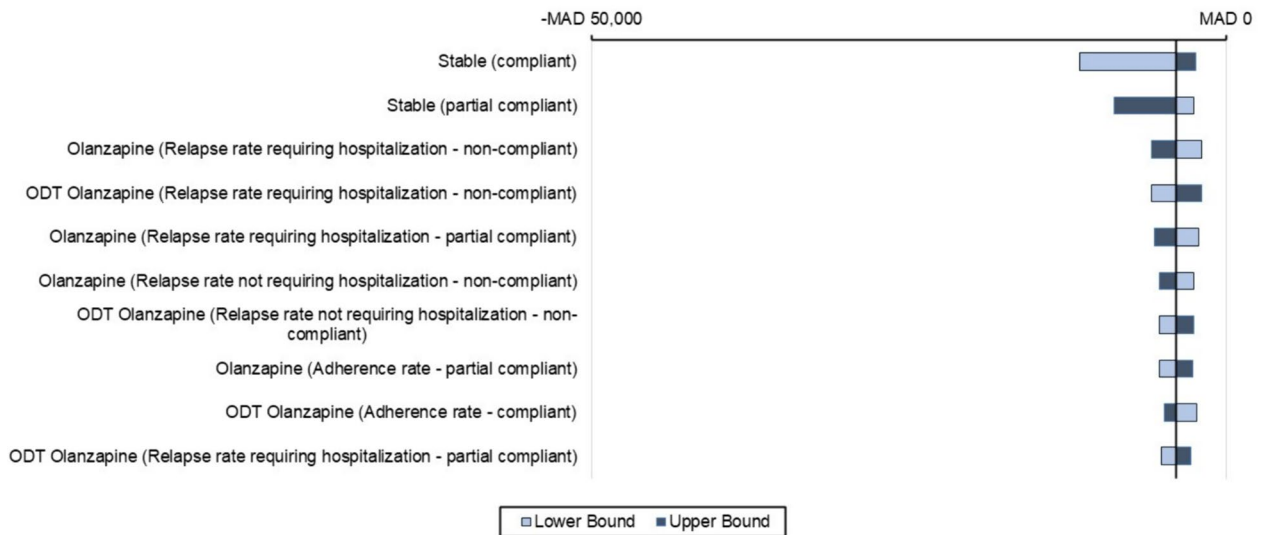 -MAD 50,000
MAD 0
Stable (compliant)
Stable (partial compliant)
Olanzapine (Relapse rate requiring hospitalization - non-compliant)
ODT Olanzapine (Relapse rate requiring hospitalization - non-compliant)
Olanzapine (Relapse rate requiring hospitalization - partial compliant)
Olanzapine (Relapse rate not requiring hospitalization - non-compliant)
ODT Olanzapine (Relapse rate not requiring hospitalization - non-
compliant)
Olanzapine (Adherence rate - partial compliant)
ODT Olanzapine (Adherence rate - compliant)
ODT Olanzapine (Relapse rate requiring hospitalization - partial compliant)
Lower Bound Upper Bound